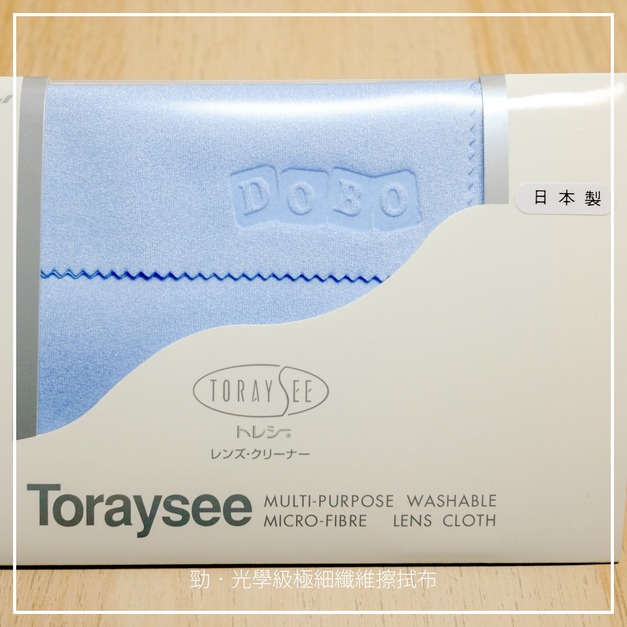 DOBO
日本製
TORAYSEE
トレシー®
レンズ・クリーナー
Toraysee MULTI-PURPOSE WASHABLE
MICRO-FIBRE LENS CLOTH
勁・光學級極細纖維擦拭布